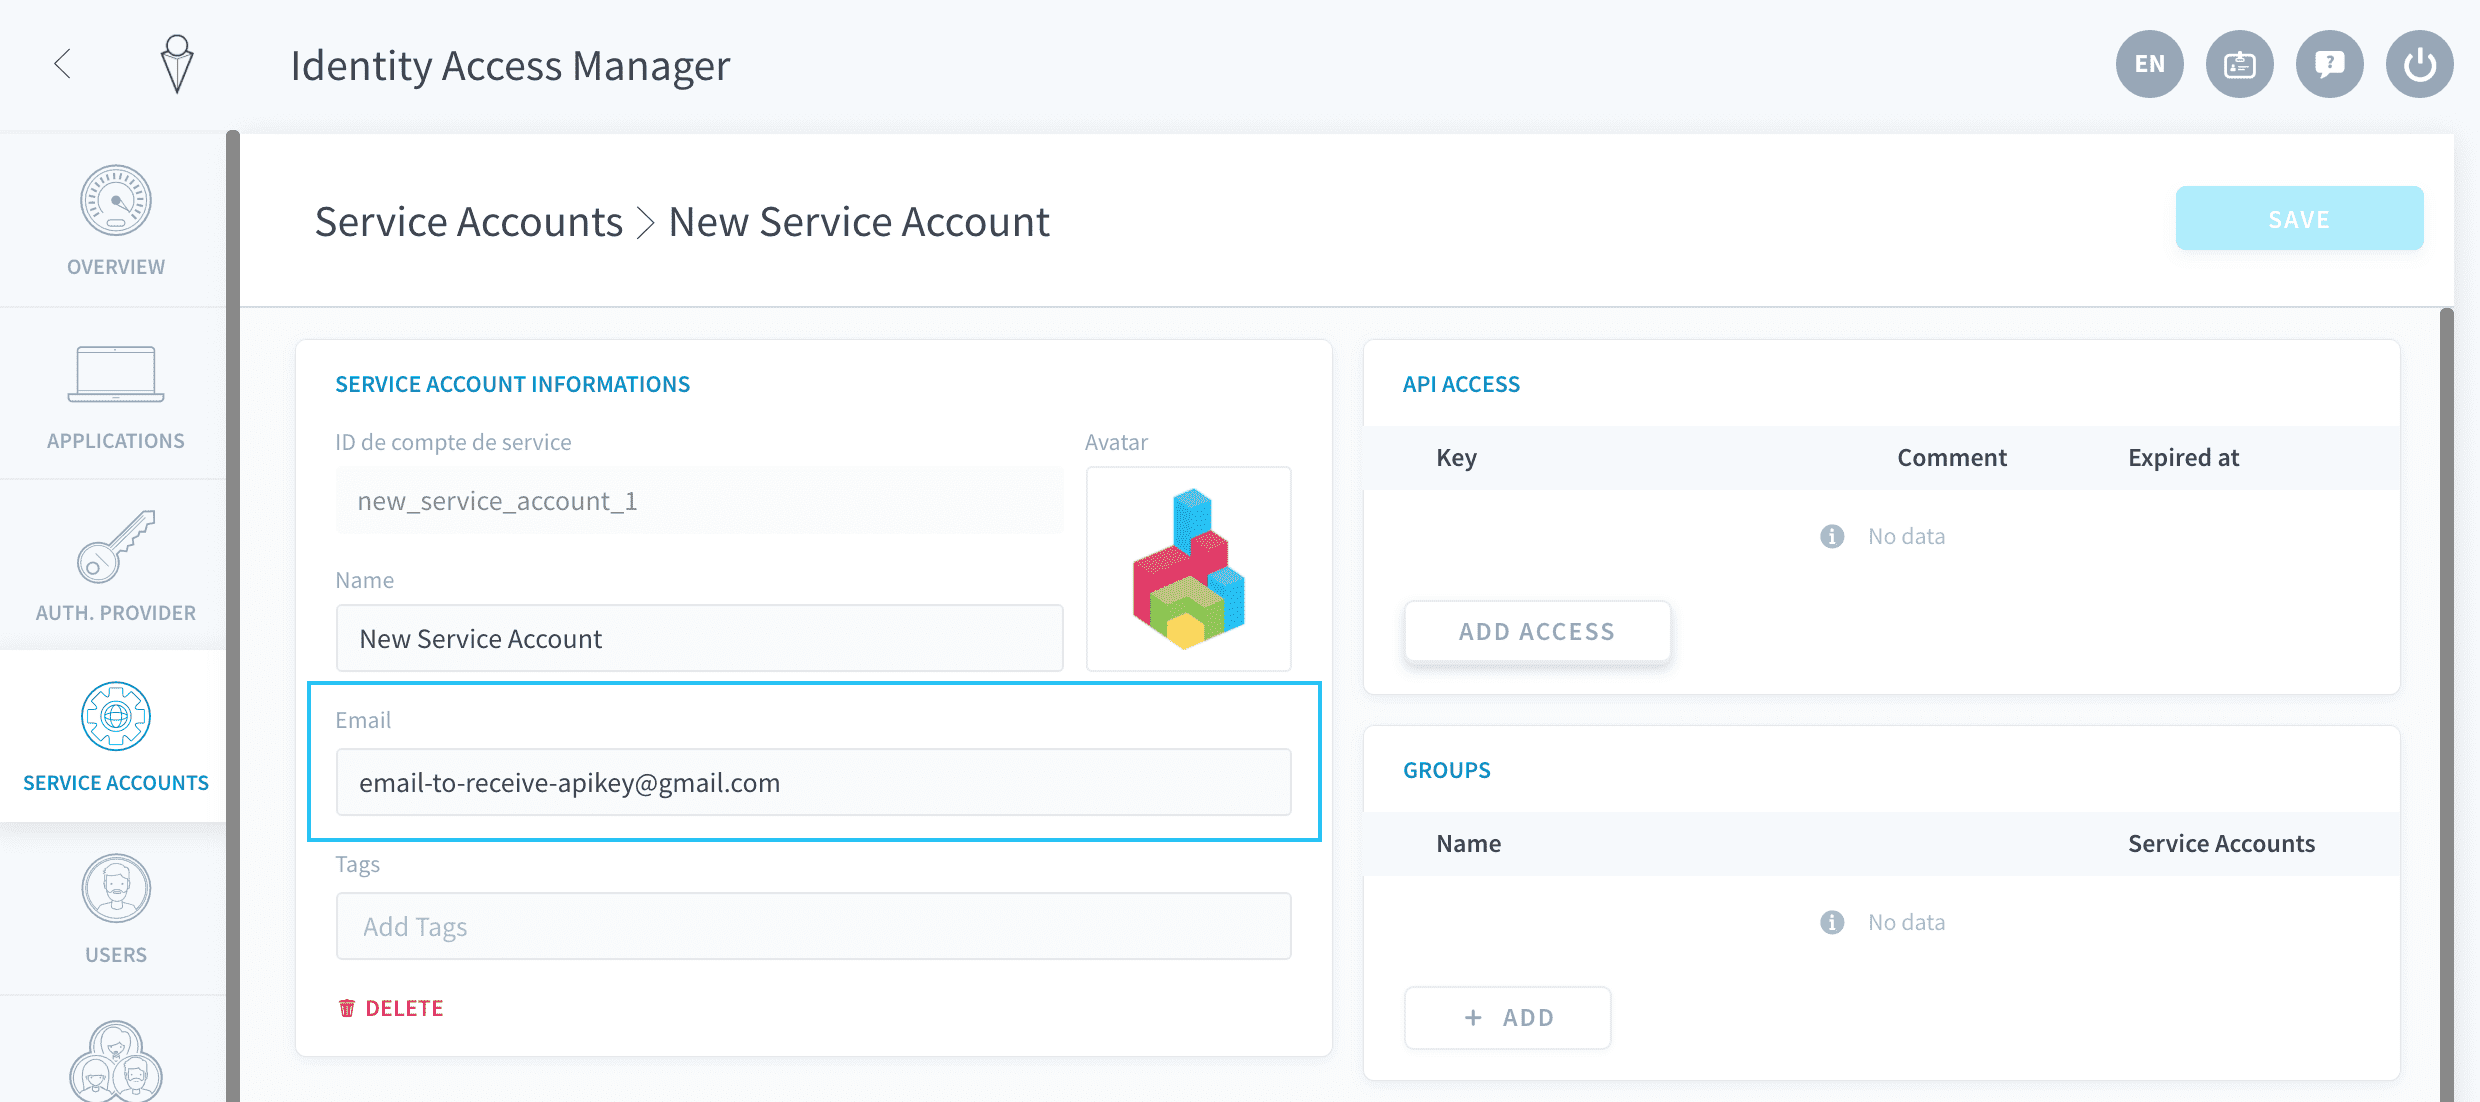 Identity Access Manager
EN
?
OVERVIEW
APPLICATIONS
AUTH. PROVIDER
SERVICE ACCOUNTS
USERS
Service Accounts > New Service Account
SAVE
SERVICE ACCOUNT INFORMATIONS
ID de compte de service
new_service_account_1
Avatar
Name
New Service Account
Email
email-to-receive-apikey@gmail.com
Tags
Add Tags
DELETE
API ACCESS
Key Comment Expired at
No data
ADD ACCESS
GROUPS
Name Service Accounts
No data
+ ADD